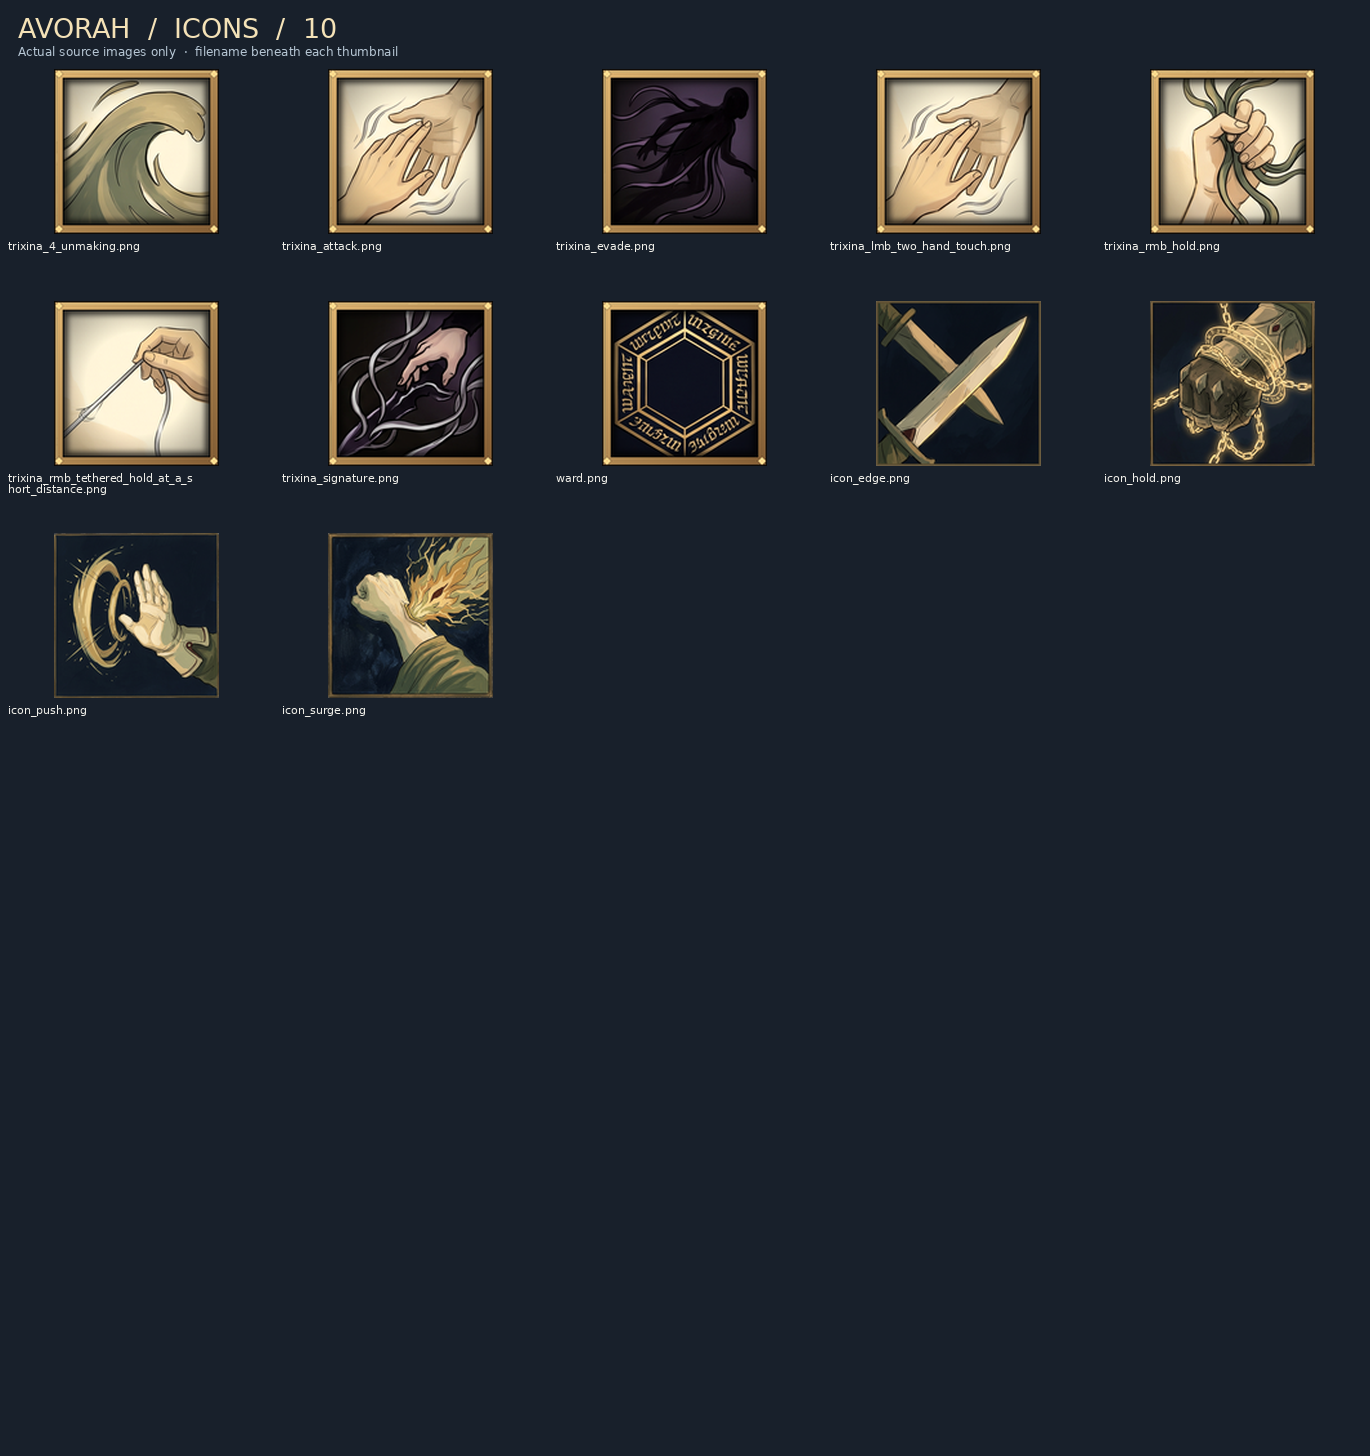 AVORAH / ICONS / 10
Actual source images only · filename beneath each thumbnail
trixina_4_unmaking.png
trixina_attack.png
trixina_evade.png
trixina_lmb_two_hand_touch.png
trixina_rmb_hold.png
trixina_rmb_tethered_hold_at_a_s
hort_distance.png
trixina_signature.png
ward.png
icon_edge.png
icon_hold.png
icon_push.png
icon_surge.png